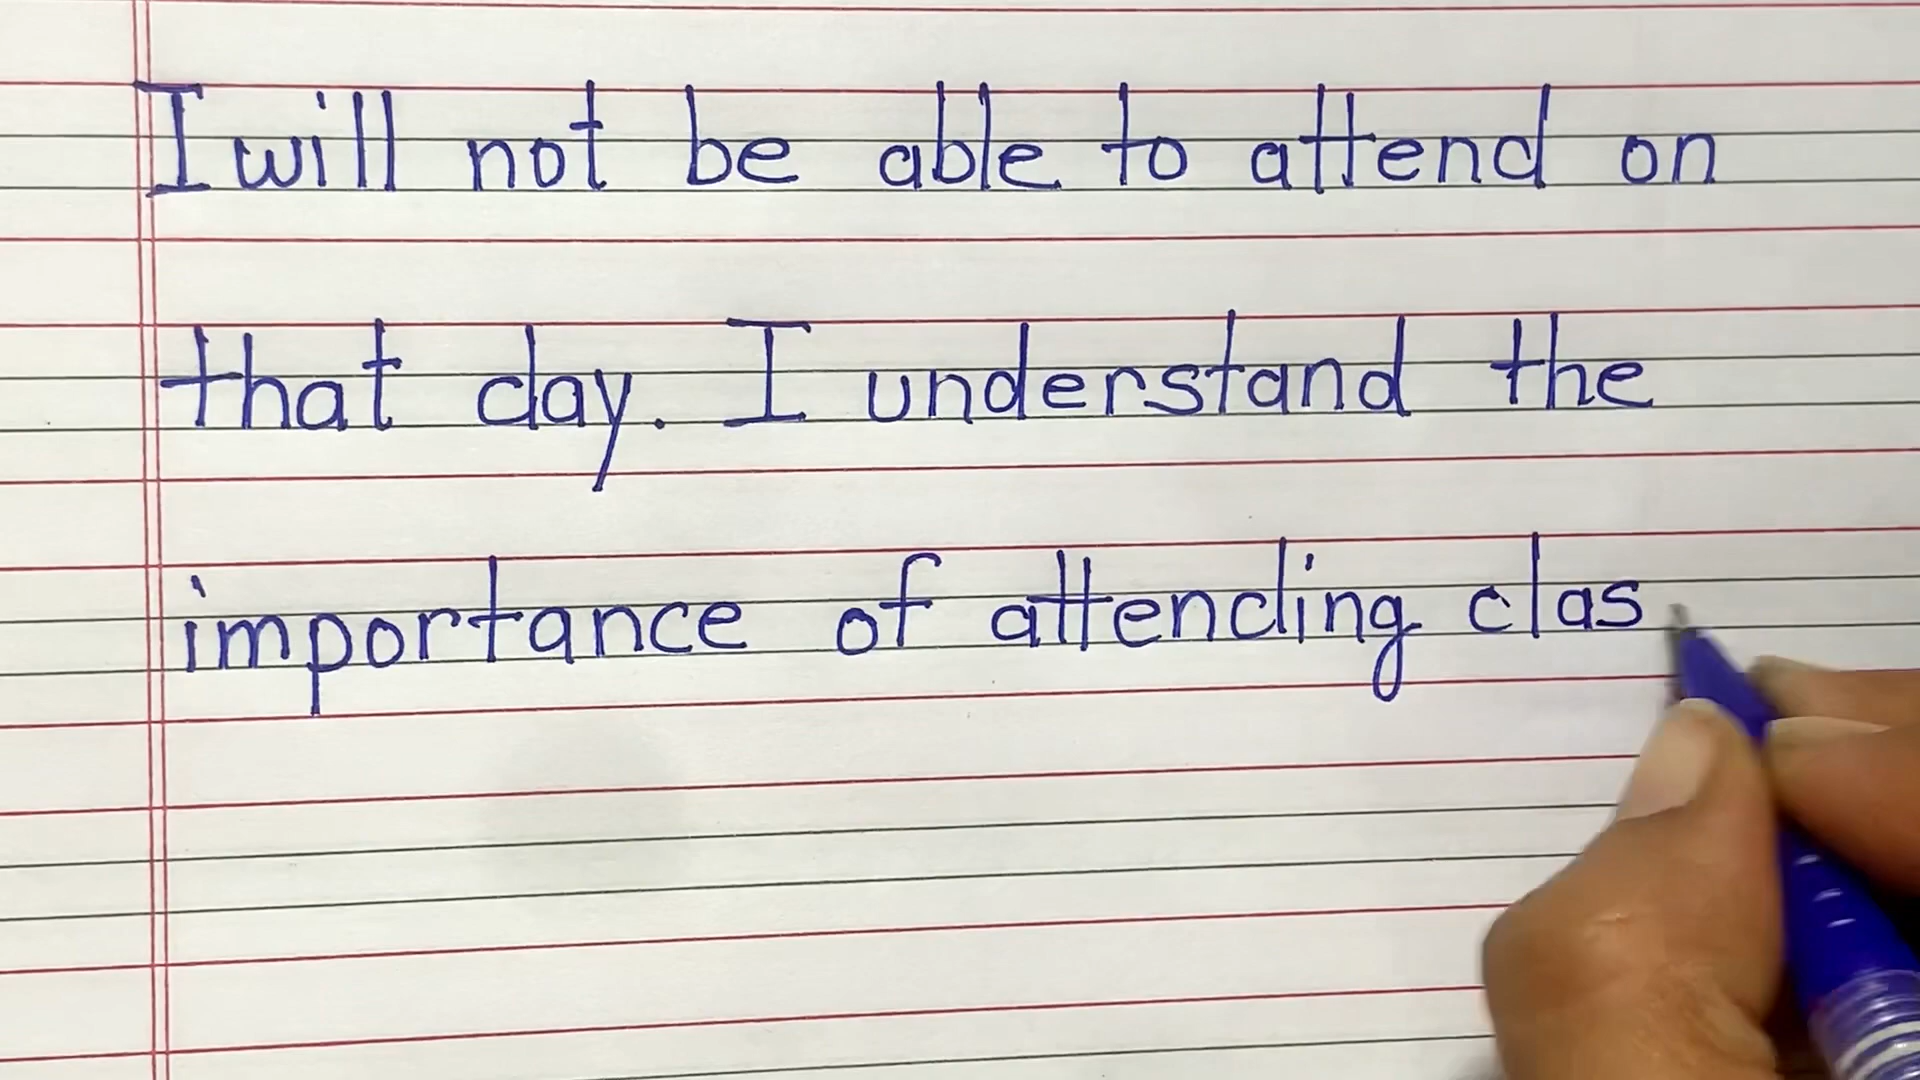 I will not be able to attend on
that day. I understand the
importance of attending clas